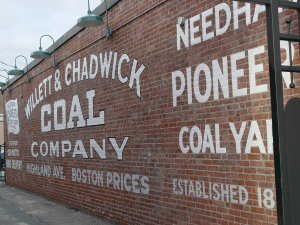 WILLETT & CHADWICK
COAL
COMPANY
HIGHLAND AVE. BOSTON PRICES
NEEDHA
PIONEE
COAL YA
ESTABLISHED 18